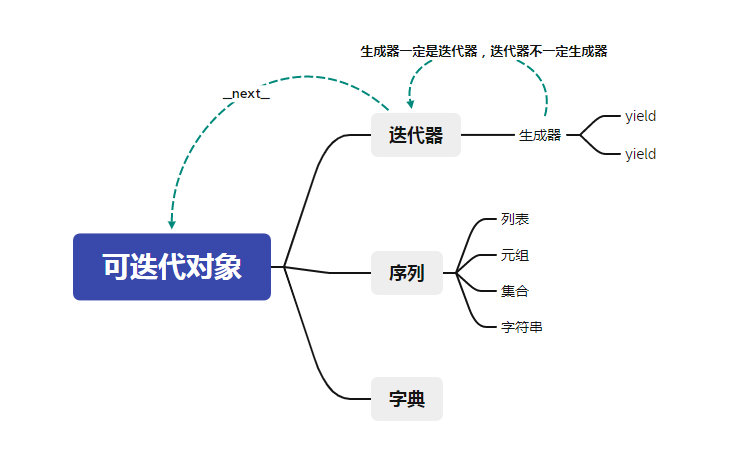 生成器一定是迭代器，迭代器不一定生成器
__next__
迭代器
生成器
yield
yield
可迭代对象
序列
列表
元组
集合
字符串
字典